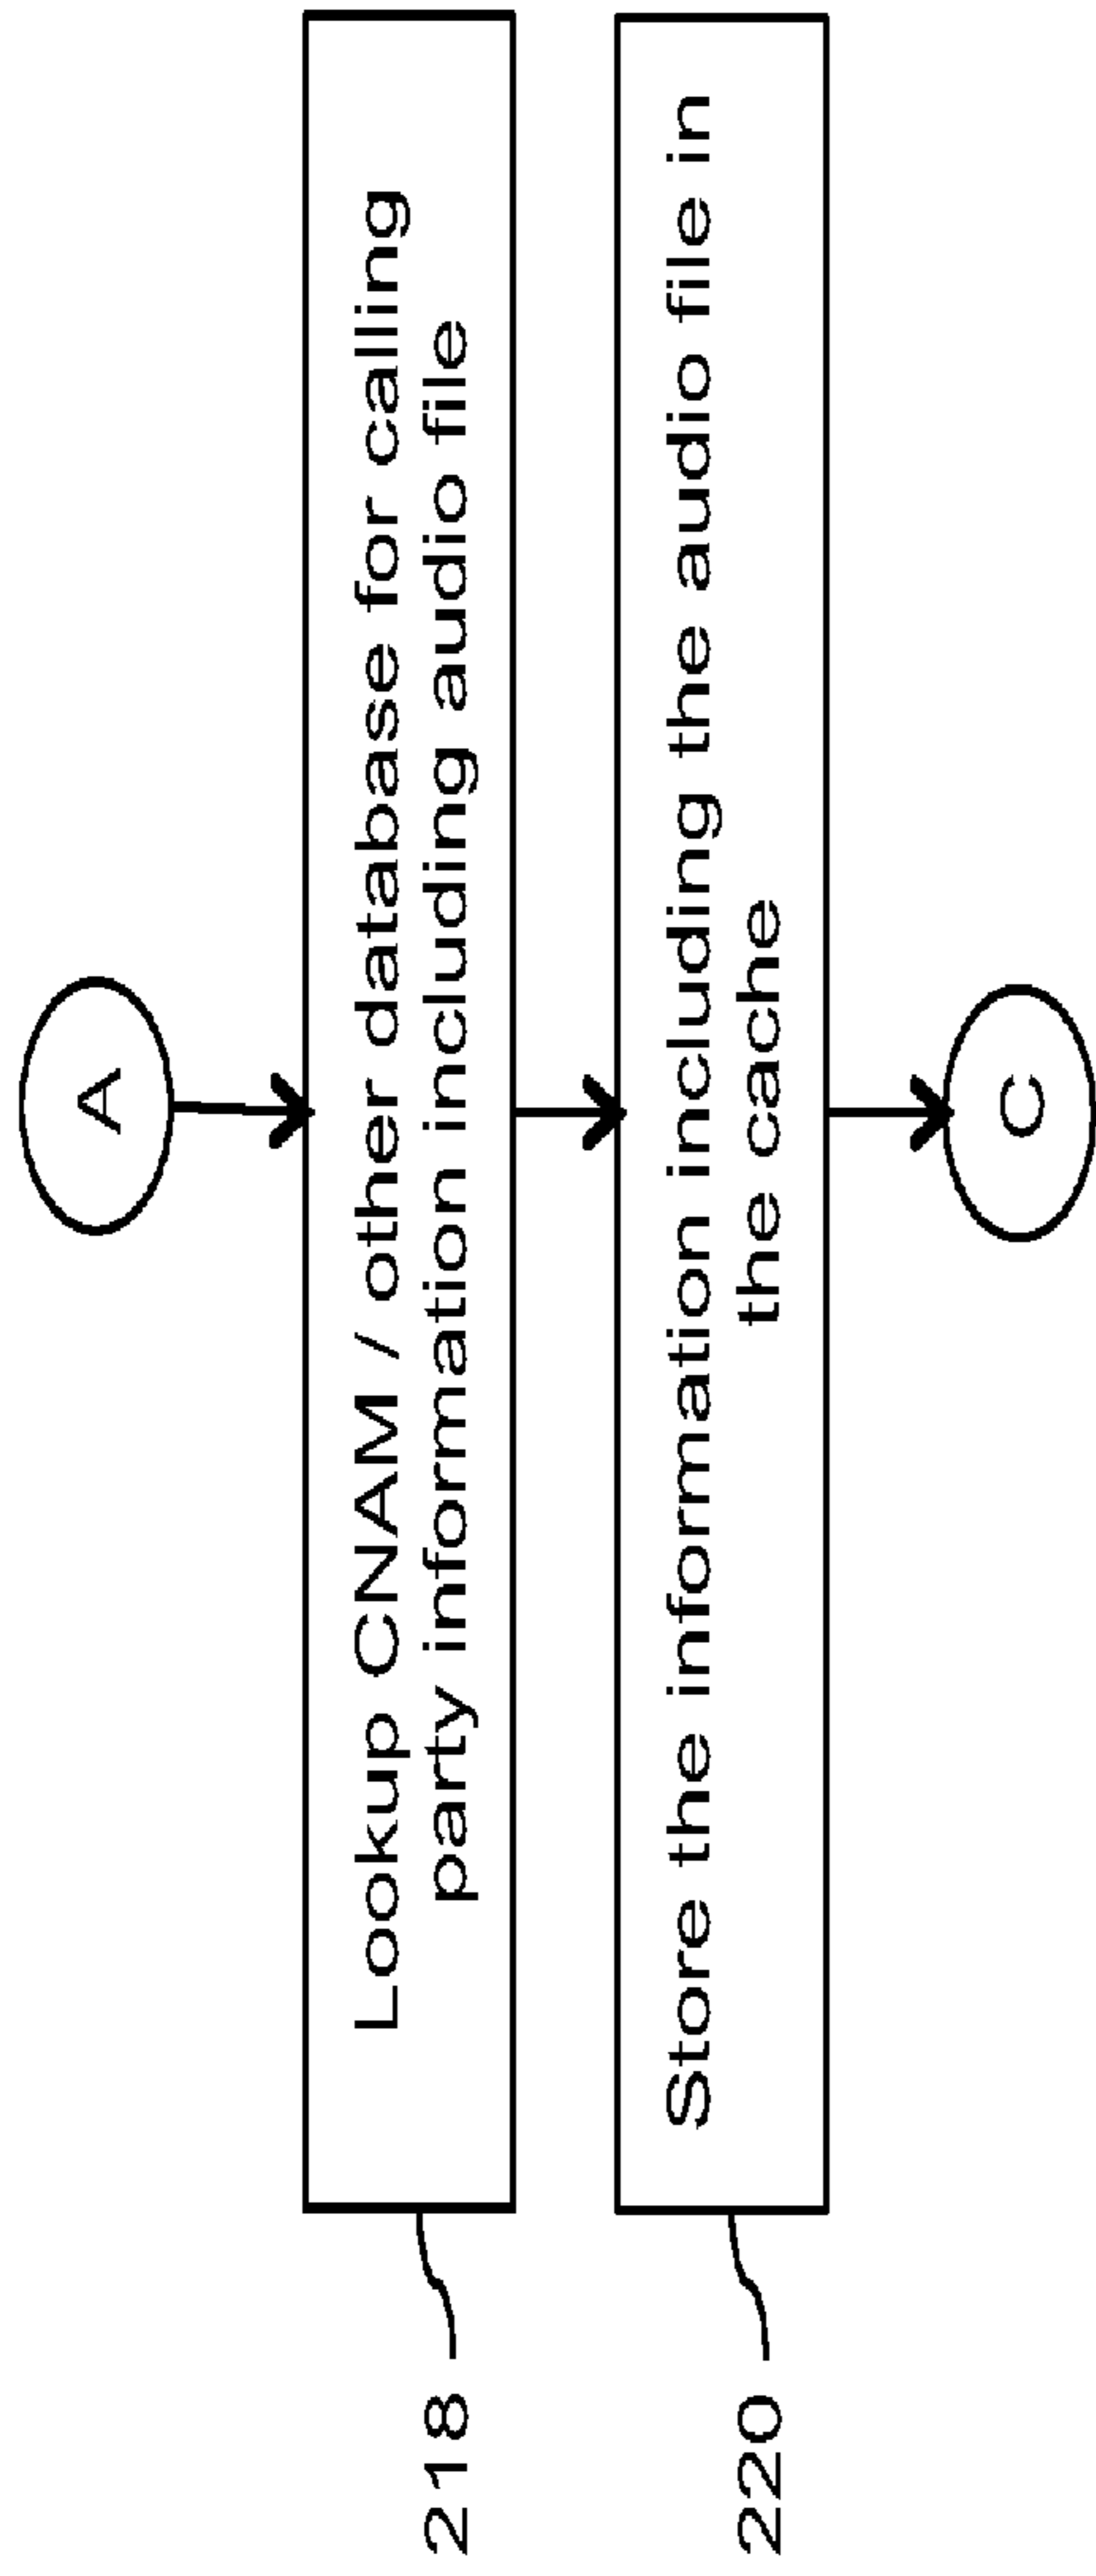 A
Lookup CNAM / other database for calling
party information including audio file
218
Store the information including the audio file in
the cache
220
C